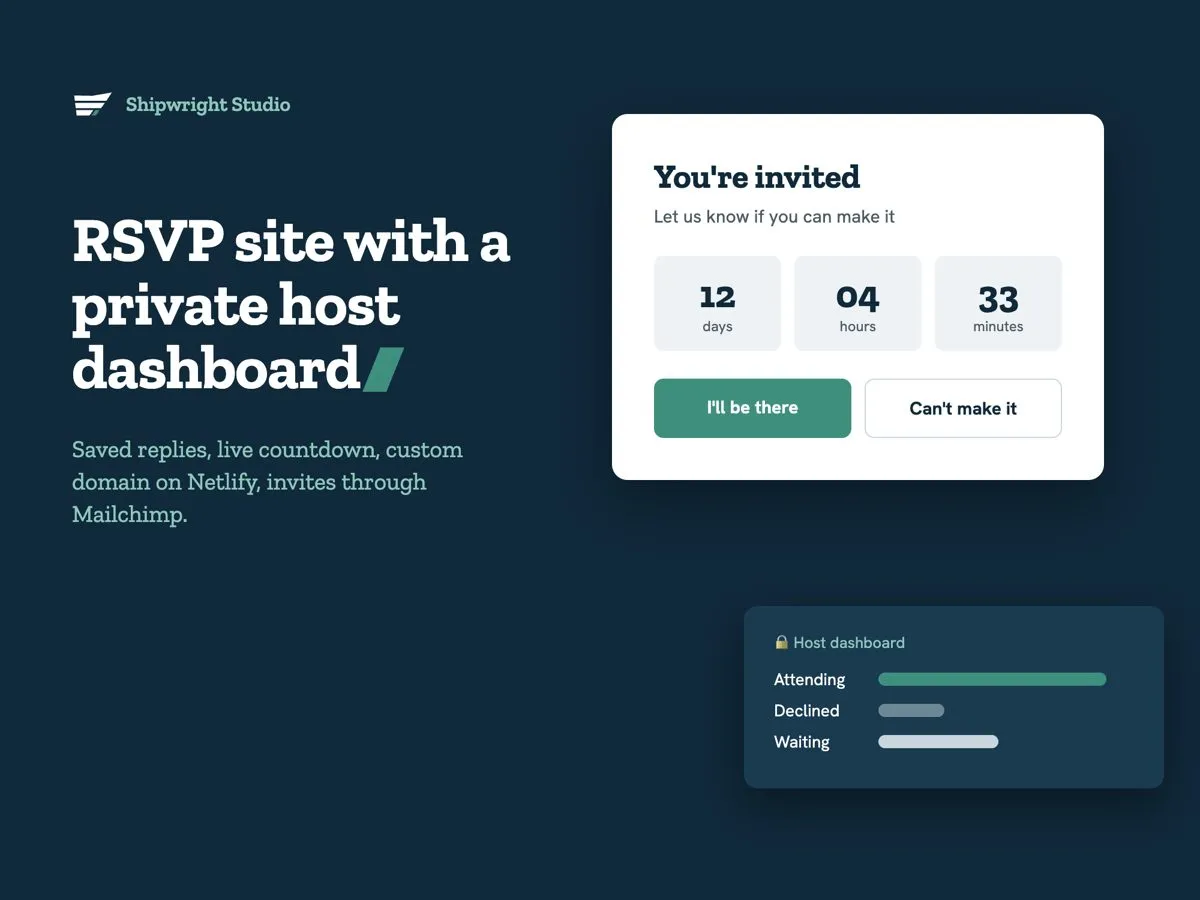 Shipwright Studio
RSVP site with a
private host
dashboard
Saved replies, live countdown, custom
domain on Netlify, invites through
Mailchimp.
You're invited
Let us know if you can make it
12
days
04
hours
33
minutes
I'll be there
Can't make it
Host dashboard
Attending
Declined
Waiting